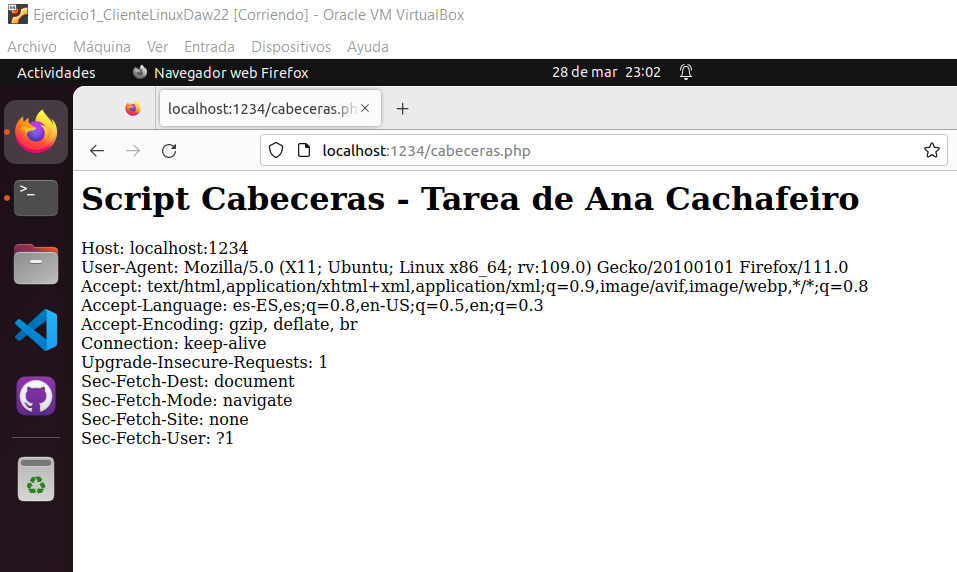 Ejercicio1_ClienteLinuxDaw22 [Corriendo] - Oracle VM VirtualBox
Archivo Máquina Ver Entrada Dispositivos Ayuda
Actividades Navegador web Firefox 28 de mar 23:02
localhost:1234/cabeceras.ph
localhost:1234/cabeceras.php
Script Cabeceras - Tarea de Ana Cachafeiro
Host: localhost:1234
User-Agent: Mozilla/5.0 (X11; Ubuntu; Linux x86_64; rv:109.0) Gecko/20100101 Firefox/111.0
Accept: text/html,application/xhtml+xml,application/xml;q=0.9,image/avif,image/webp,*/*;q=0.8
Accept-Language: es-ES,es;q=0.8,en-US;q=0.5,en;q=0.3
Accept-Encoding: gzip, deflate, br
Connection: keep-alive
Upgrade-Insecure-Requests: 1
Sec-Fetch-Dest: document
Sec-Fetch-Mode: navigate
Sec-Fetch-Site: none
Sec-Fetch-User: ?1